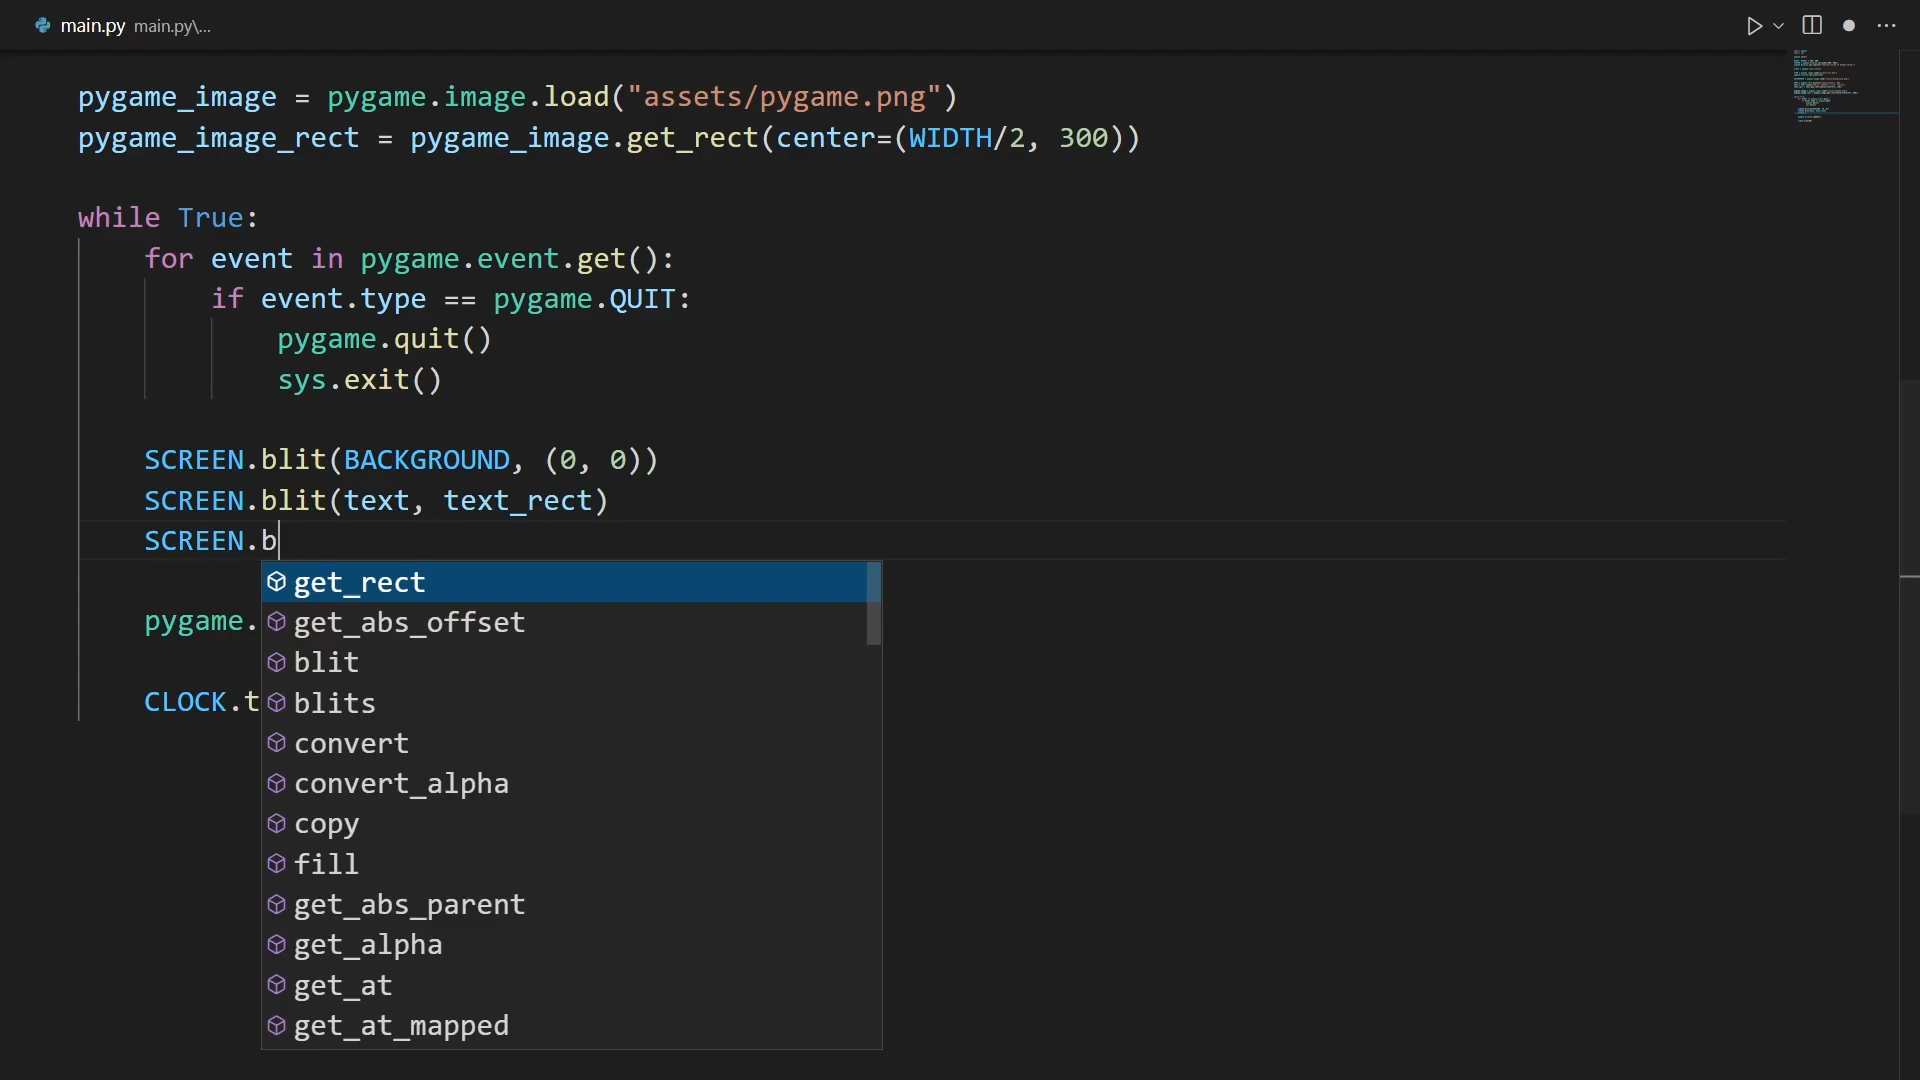 main.py main.py\...
pygame_image = pygame.image.load("assets/pygame.png")
pygame_image_rect = pygame_image.get_rect(center=(WIDTH/2, 300))
while True:
for event in pygame.event.get():
if event.type == pygame.QUIT:
pygame.quit()
sys.exit()
SCREEN.blit(BACKGROUND, (0, 0))
SCREEN.blit(text, text_rect)
SCREEN.b
get_rect
get_abs_offset
pygame.
blit
blits
CLOCK.t
convert
convert_alpha
copy
fill
get_abs_parent
get_alpha
get_at
get_at_mapped